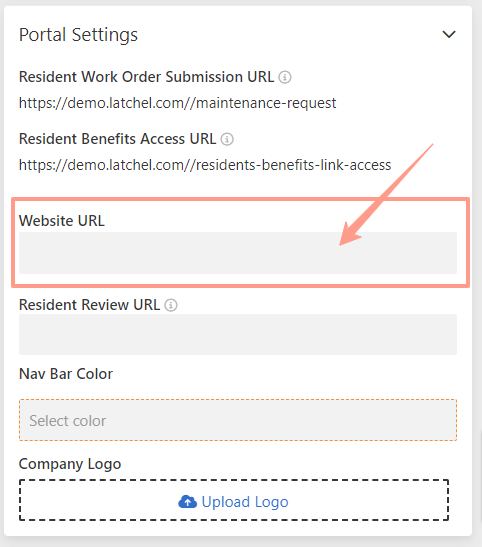 Portal Settings
Resident Work Order Submission URL
https://demo.latchel.com//maintenance-request
Resident Benefits Access URL
https://demo.latchel.com//residents-benefits-link-access
Website URL
Resident Review URL
Nav Bar Color
Select color
Company Logo
Upload Logo